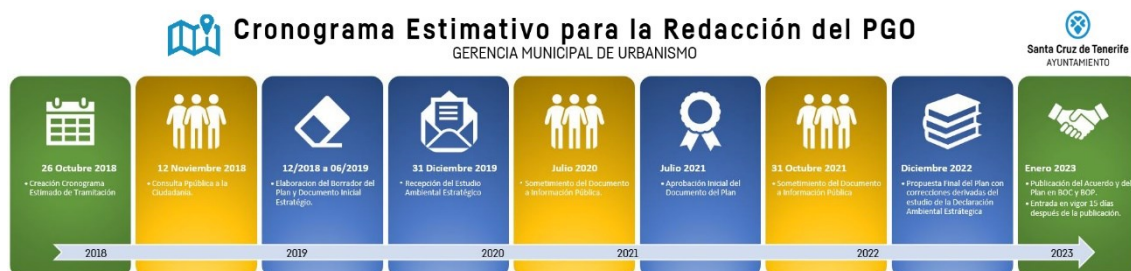 Cronograma Estimativo para la Redacción del PGO
GERENCIA MUNICIPAL DE URBANISMO
Santa Cruz de Tenerife
AYUNTAMIENTO
26 Octubre 2018
• Creación Cronograma
Estimado de Tramitación
12 Noviembre 2018
• Consulta Ppública a la
Ciudadania.
12/2018 a 06/2019
• Elaboracion del Borrador del
Plan y Documento Inicial
Estratégio.
31 Diciembre 2019
• Recepción del Estudio
Ambiental Estratégico
Julio 2020
• Sometimiento del Documento
a Información Pública
Julio 2021
• Aprobación Inicial del
Documento del Plan
31 Octubre 2021
• Sometimiento del Documento
a Información Pública
Diciembre 2022
• Propuesta Final del Plan con
correcciones derivadas del
estudio de la Declaración
Ambiental Estrátegica
Enero 2023
• Publicación del Acuerdo y del
Plan en BOC y BOP.
• Entrada en vigor 15 días
después de la publicación.
2018
2019
2020
2021
2022
2023